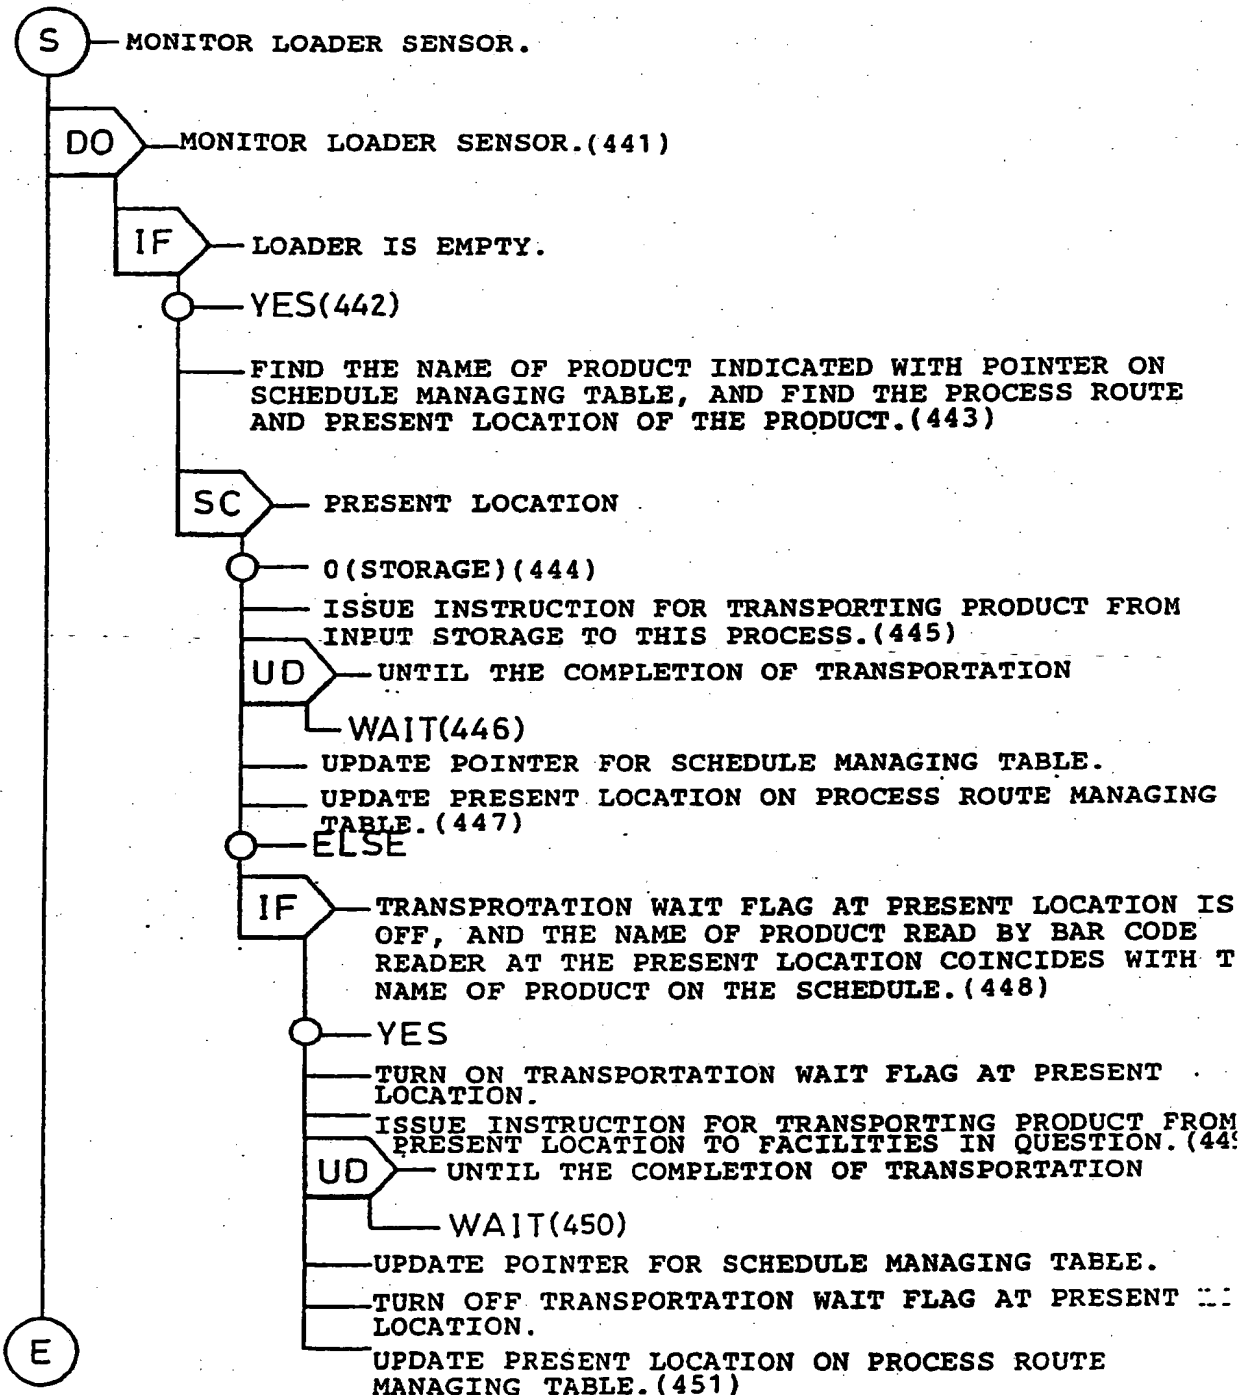 S MONITOR LOADER SENSOR.
DO MONITOR LOADER SENSOR.(441)
IF LOADER IS EMPTY.
YES(442)
FIND THE NAME OF PRODUCT INDICATED WITH POINTER ON
SCHEDULE MANAGING TABLE, AND FIND THE PROCESS ROUTE
AND PRESENT LOCATION OF THE PRODUCT.(443)
SC PRESENT LOCATION
0(STORAGE)(444)
ISSUE INSTRUCTION FOR TRANSPORTING PRODUCT FROM
INPUT STORAGE TO THIS PROCESS.(445)
UD UNTIL THE COMPLETION OF TRANSPORTATION
WAIT(446)
UPDATE POINTER FOR SCHEDULE MANAGING TABLE.
UPDATE PRESENT LOCATION ON PROCESS ROUTE MANAGING
TABLE.(447)
ELSE
IF TRANSPROTATION WAIT FLAG AT PRESENT LOCATION IS
OFF, AND THE NAME OF PRODUCT READ BY BAR CODE
READER AT THE PRESENT LOCATION COINCIDES WITH T
NAME OF PRODUCT ON THE SCHEDULE.(448)
YES
TURN ON TRANSPORTATION WAIT FLAG AT PRESENT
LOCATION.
ISSUE INSTRUCTION FOR TRANSPORTING PRODUCT FROM
PRESENT LOCATION TO FACILITIES IN QUESTION.(44
UD UNTIL THE COMPLETION OF TRANSPORTATION
WAIT(450)
UPDATE POINTER FOR SCHEDULE MANAGING TABLE.
TURN OFF TRANSPORTATION WAIT FLAG AT PRESENT
LOCATION.
E
UPDATE PRESENT LOCATION ON PROCESS ROUTE
MANAGING TABLE.(451)